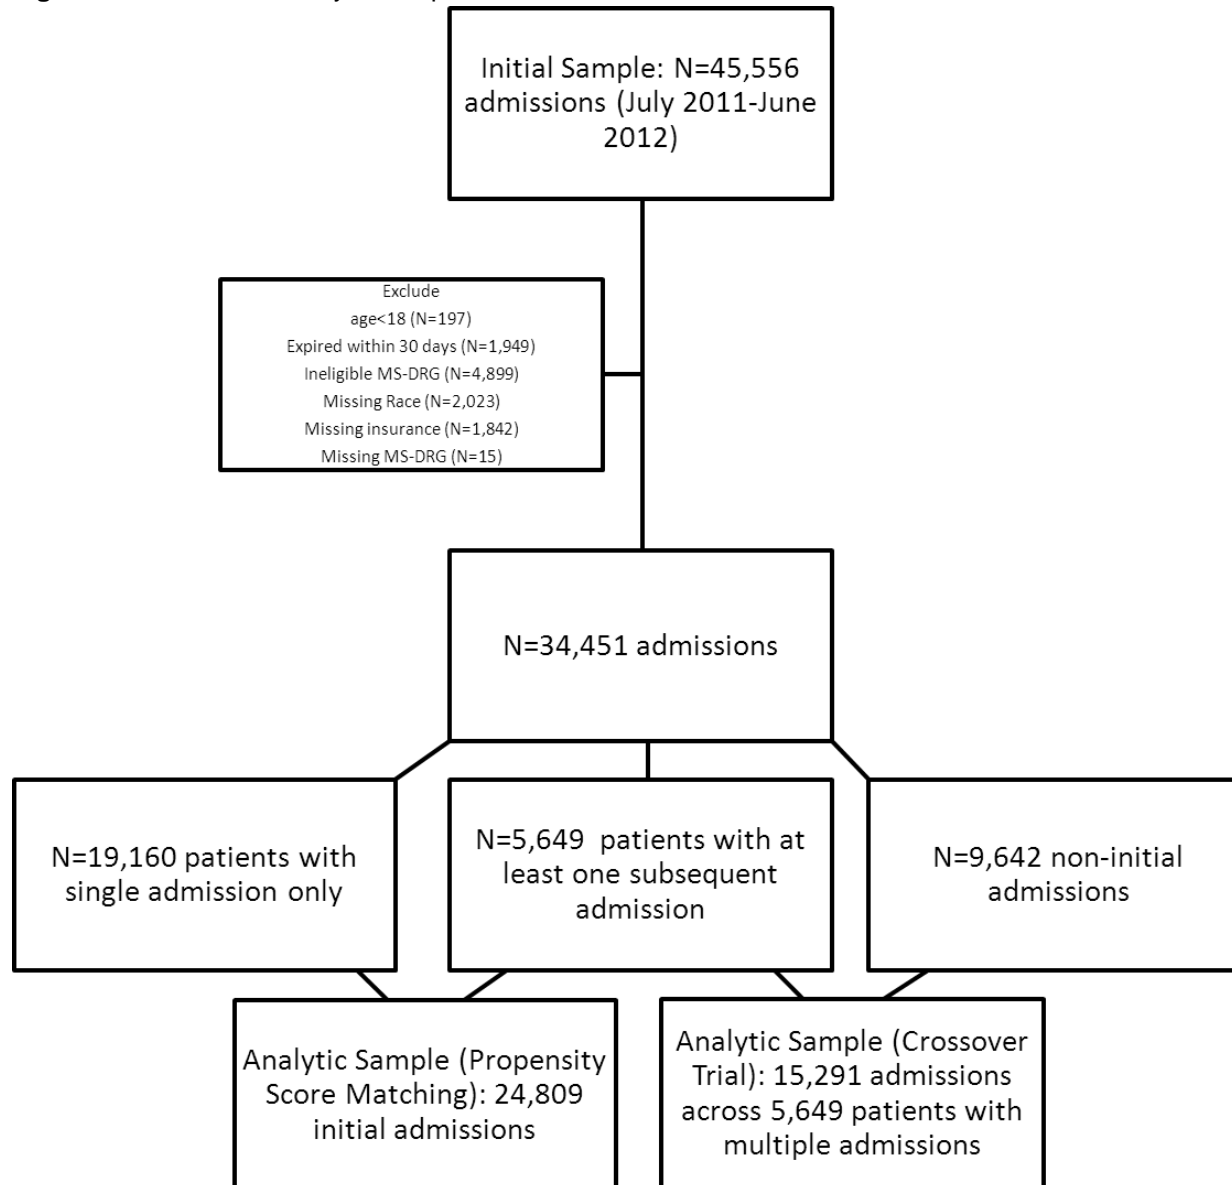 Initial Sample: N=45,556
admissions (July 2011-June
2012)
Exclude
age<18 (N=197)
Expired within 30 days (N=1,949)
Ineligible MS-DRG (N=4,899)
Missing Race (N=2,023)
Missing insurance (N=1,842)
Missing MS-DRG (N=15)
N=34,451 admissions
N=19,160 patients with
single admission only
N=5,649 patients with at
least one subsequent
admission
N=9,642 non-initial
admissions
Analytic Sample (Propensity
Score Matching): 24,809
initial admissions
Analytic Sample (Crossover
Trial): 15,291 admissions
across 5,649 patients with
multiple admissions